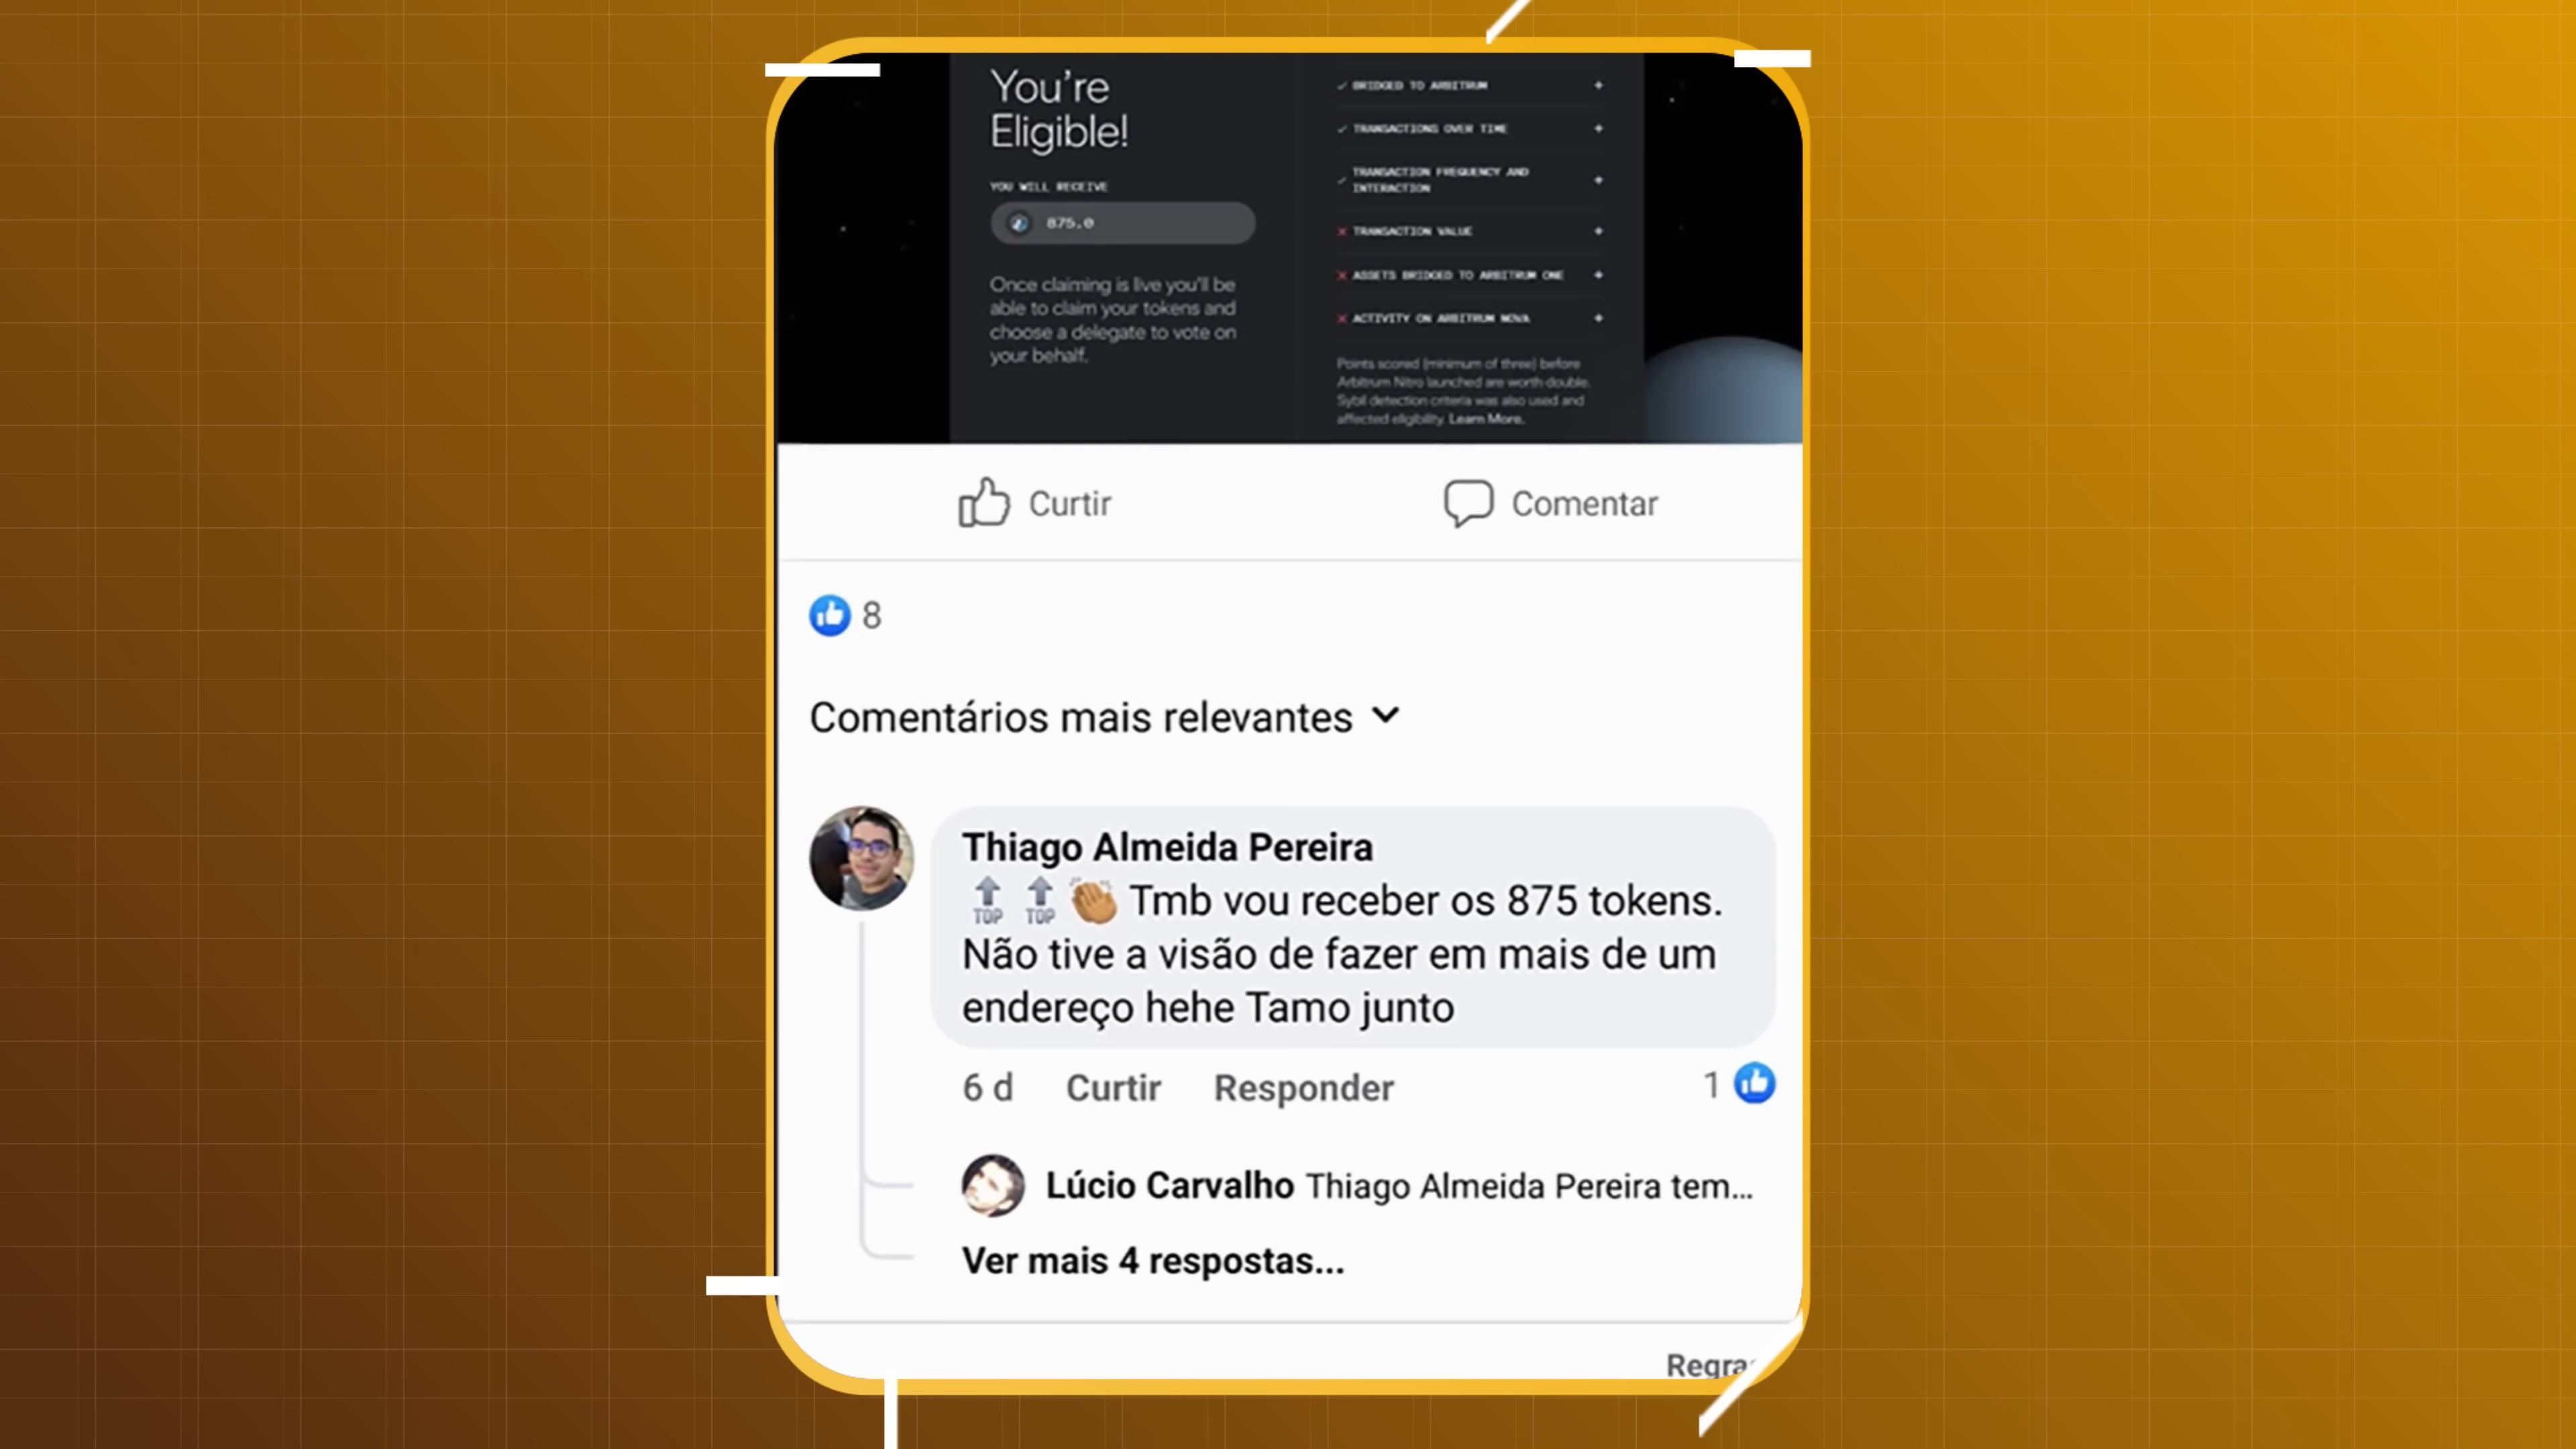 You're
Eligible!
YOU WILL RECEIVE
875.0
Once claiming is live you'll be
able to claim your tokens and
choose a delegate to vote on
your behalf.
BRIDGED TO ARBITRUM
TRANSACTIONS OVER TIME
TRANSACTION FREQUENCY AND
INTERACTION
TRANSACTION VALUE
ASSETS BRIDGED TO ARBITRUM ONE
ACTIVITY ON ARBITRUM NOVA
Points scored (minimum of three) before
Arbitrum Nitro launched are worth double.
Sybil detection criteria was also used and
affected eligibility. Learn More.
Curtir
Comentar
8
Comentários mais relevantes
Thiago Almeida Pereira
🔝 🔝 👏🏽 Tmb vou receber os 875 tokens.
Não tive a visão de fazer em mais de um
endereço hehe Tamo junto
6 d Curtir Responder 1
Lúcio Carvalho Thiago Almeida Pereira tem...
Ver mais 4 respostas...